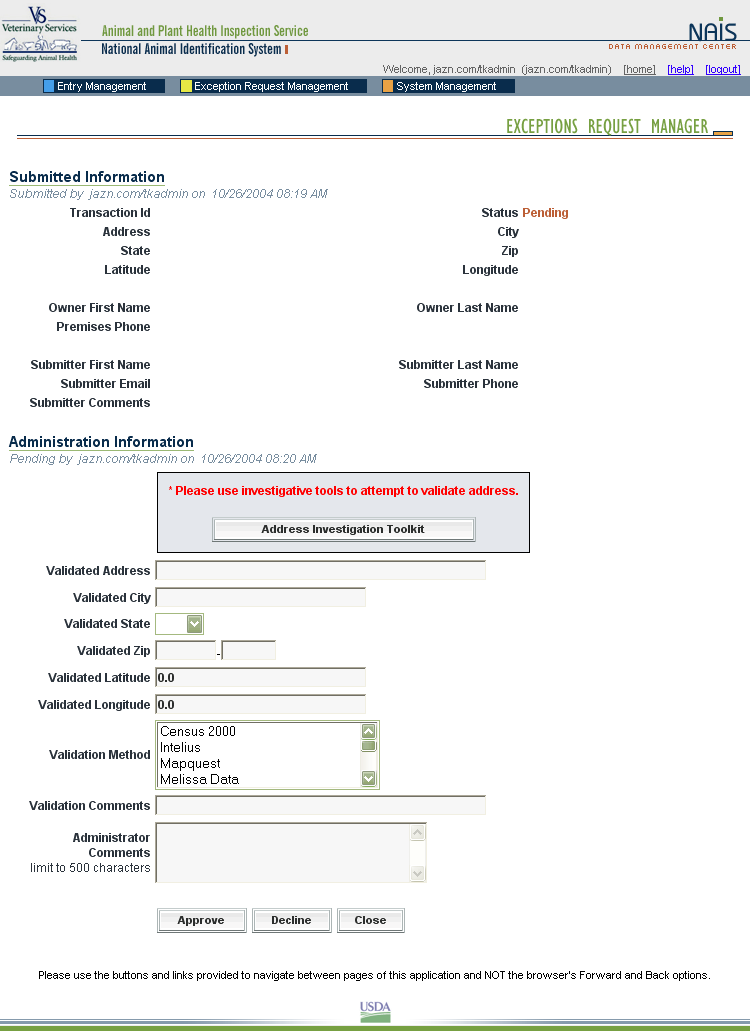 VS
Veterinary Services
Safeguarding Animal Health
Animal and Plant Health Inspection Service
National Animal Identification System
NAIS
DATA MANAGEMENT CENTER
Welcome, jazn.com/tkadmin (jazn.com/tkadmin) [home] [help] [logout]
Entry Management Exception Request Management System Management
EXCEPTIONS REQUEST MANAGER
Submitted Information
Submitted by jazn.com/tkadmin on 10/26/2004 08:19 AM
Transaction Id Status Pending
Address City
State Zip
Latitude Longitude
Owner First Name Owner Last Name
Premises Phone
Submitter First Name Submitter Last Name
Submitter Email Submitter Phone
Submitter Comments
Administration Information
Pending by jazn.com/tkadmin on 10/26/2004 08:20 AM
* Please use investigative tools to attempt to validate address.
Address Investigation Toolkit
Validated Address
Validated City
Validated State
Validated Zip -
Validated Latitude 0.0
Validated Longitude 0.0
Validation Method
Census 2000
Intelius
Mapquest
Melissa Data
Validation Comments
Administrator
Comments
limit to 500 characters
Approve Decline Close
Please use the buttons and links provided to navigate between pages of this application and NOT the browser's Forward and Back options.
USDA